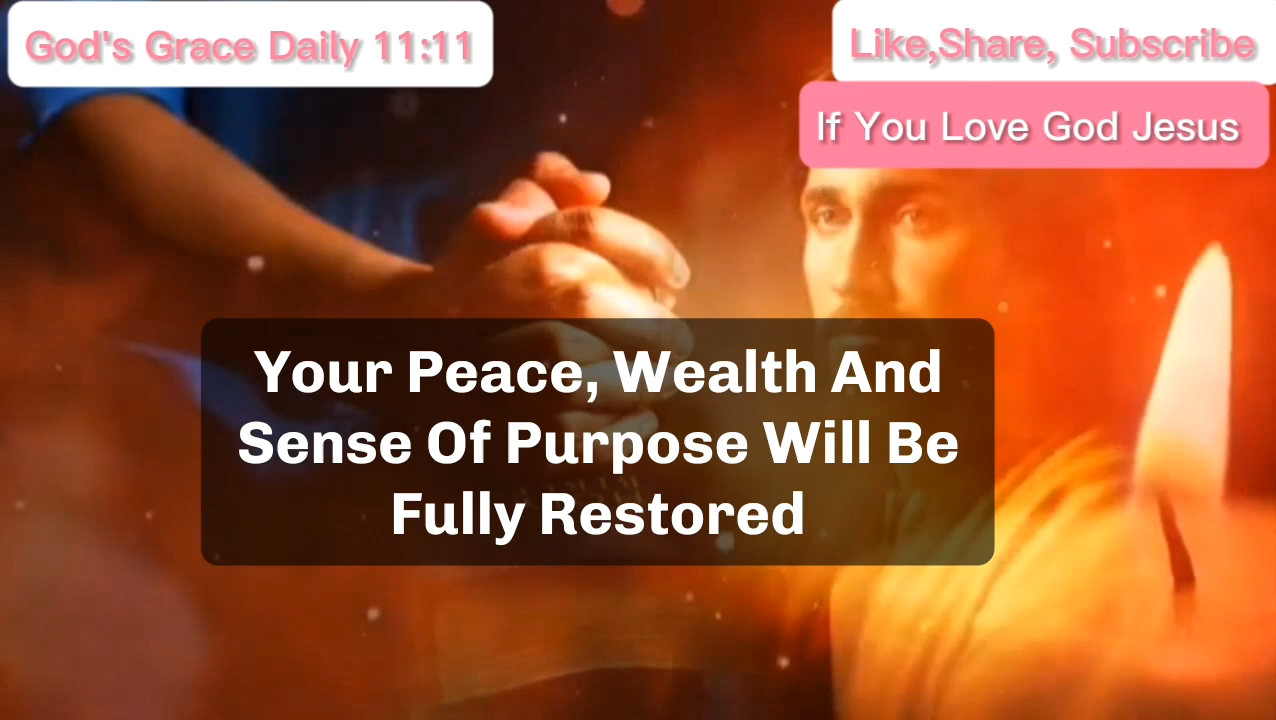 God's Grace Daily 11:11
Like,Share, Subscribe
If You Love God Jesus
Your Peace, Wealth And
Sense Of Purpose Will Be
Fully Restored